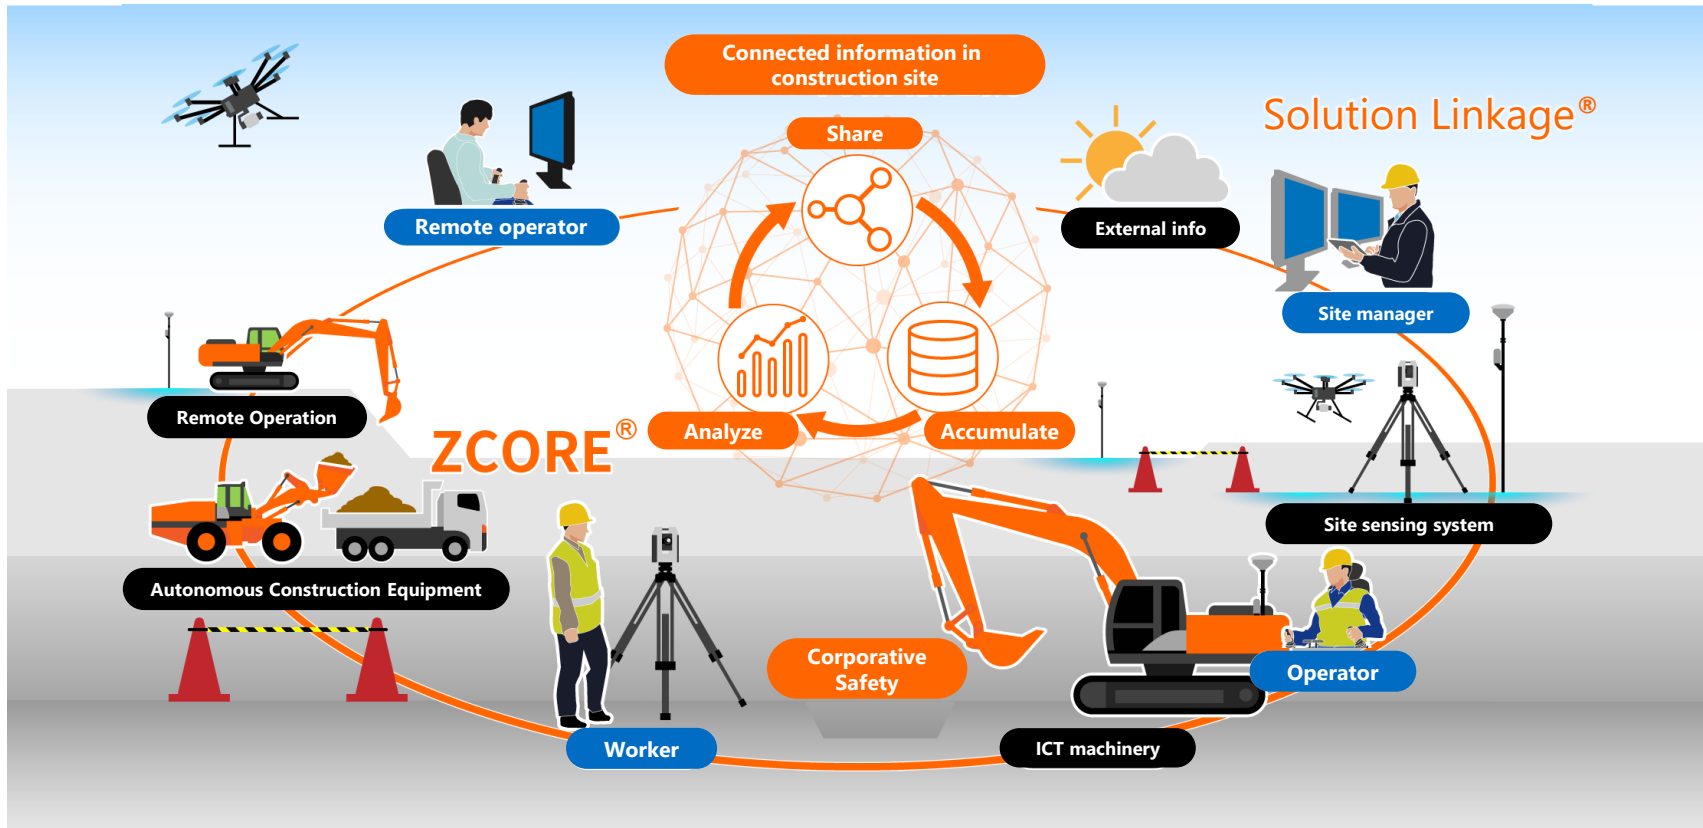 Connected information in
construction site
Solution Linkage®
Share
Remote operator
External info
Site manager
Remote Operation
ZCORE®
Analyze
Accumulate
Site sensing system
Autonomous Construction Equipment
Corporative
Safety
Operator
Worker
ICT machinery